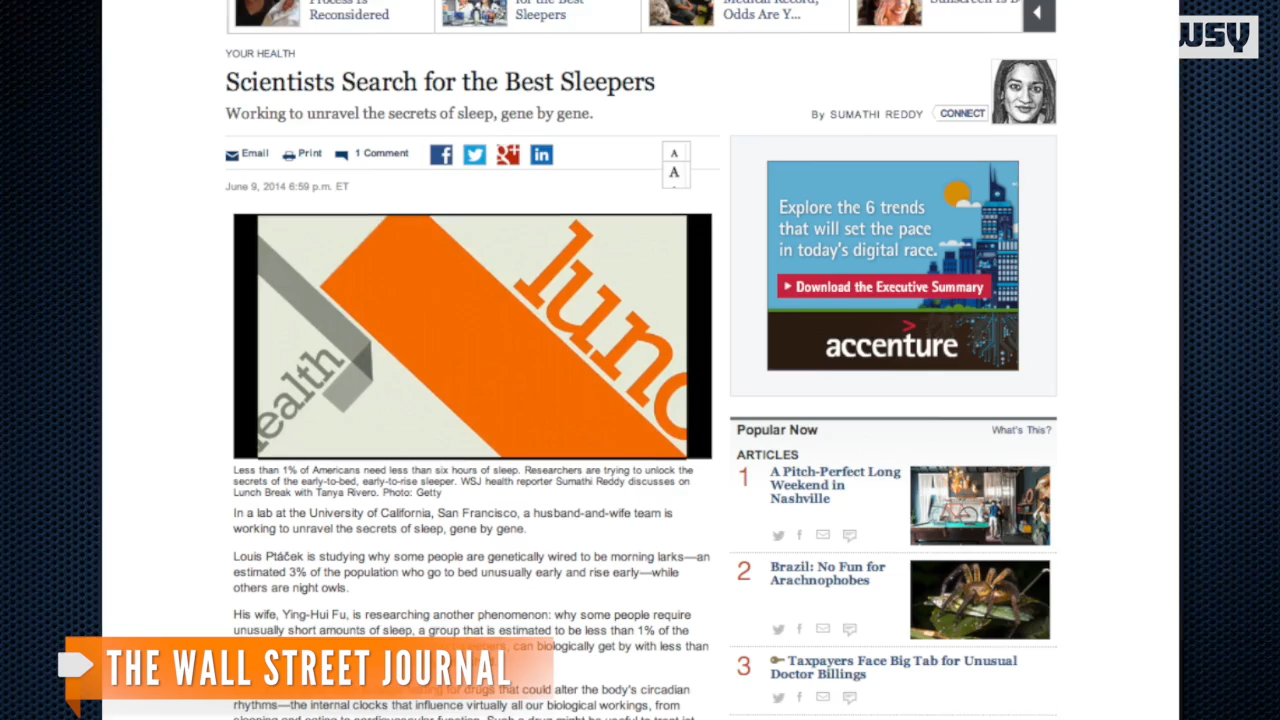 Reconsidered
for the Best
Sleepers
Medical Record,
Odds Are Y...
WSY
YOUR HEALTH
Scientists Search for the Best Sleepers
Working to unravel the secrets of sleep, gene by gene.
By SUMATHI REDDY
CONNECT
Email
Print
1 Comment
A
A
June 9, 2014 6:59 p.m. ET
health
lunc
Explore the 6 trends
that will set the pace
in today's digital race.
Download the Executive Summary
accenture
Less than 1% of Americans need less than six hours of sleep. Researchers are trying to unlock the
secrets of the early-to-bed, early-to-rise sleeper. WSJ health reporter Sumathi Reddy discusses on
Lunch Break with Tanya Rivero. Photo: Getty
In a lab at the University of California, San Francisco, a husband-and-wife team is
working to unravel the secrets of sleep, gene by gene.
Louis Ptáček is studying why some people are genetically wired to be morning larks—an
estimated 3% of the population who go to bed unusually early and rise early—while
others are night owls.
His wife, Ying-Hui Fu, is researching another phenomenon: why some people require
unusually short amounts of sleep, a group that is estimated to be less than 1% of the
can biologically get by with less than
for drugs that could alter the body's circadian
rhythms—the internal clocks that influence virtually all our biological workings, from
Popular Now
What's This?
ARTICLES
1
A Pitch-Perfect Long
Weekend in
Nashville
2
Brazil: No Fun for
Arachnophobes
3
Taxpayers Face Big Tab for Unusual
Doctor Billings
THE WALL STREET JOURNAL